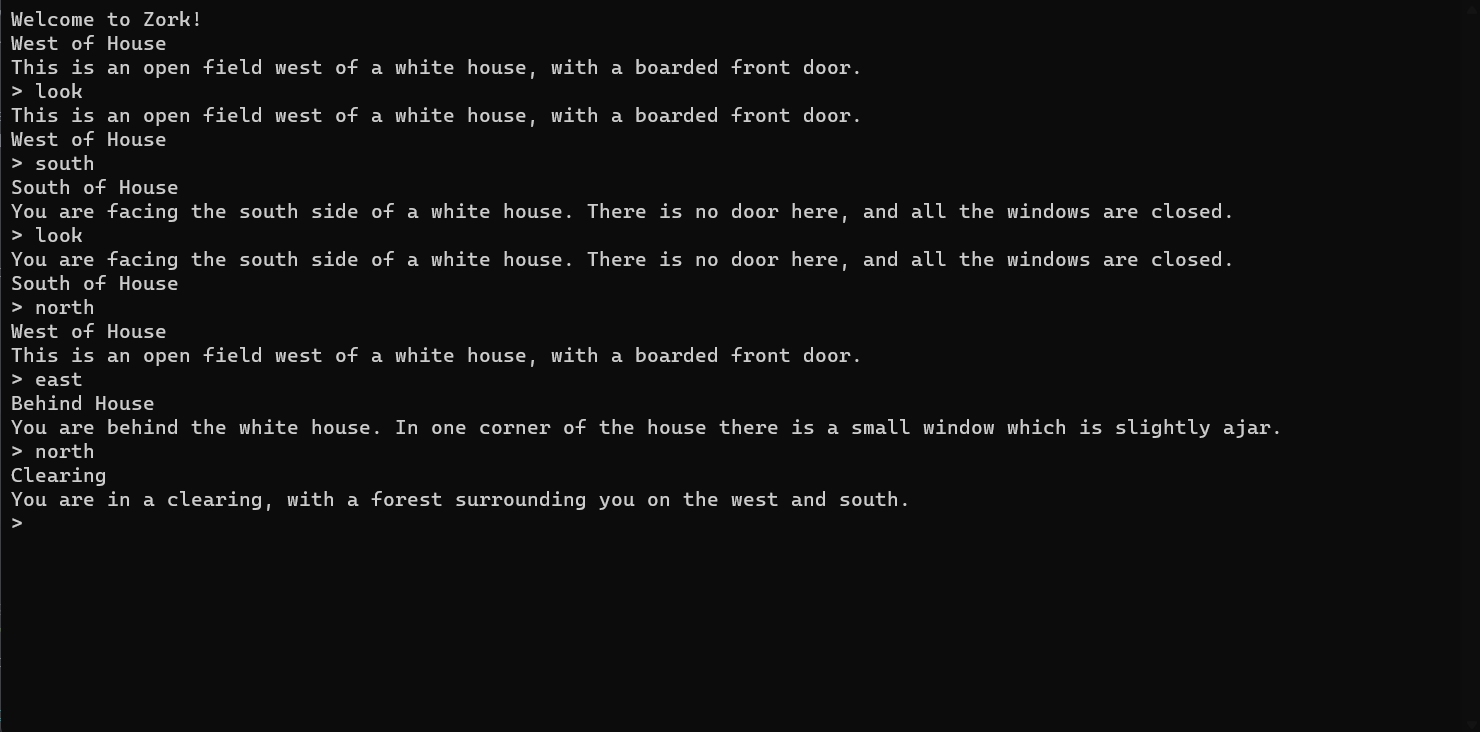 Welcome to Zork!
West of House
This is an open field west of a white house, with a boarded front door.
> look
This is an open field west of a white house, with a boarded front door.
West of House
> south
South of House
You are facing the south side of a white house. There is no door here, and all the windows are closed.
> look
You are facing the south side of a white house. There is no door here, and all the windows are closed.
South of House
> north
West of House
This is an open field west of a white house, with a boarded front door.
> east
Behind House
You are behind the white house. In one corner of the house there is a small window which is slightly ajar.
> north
Clearing
You are in a clearing, with a forest surrounding you on the west and south.
>